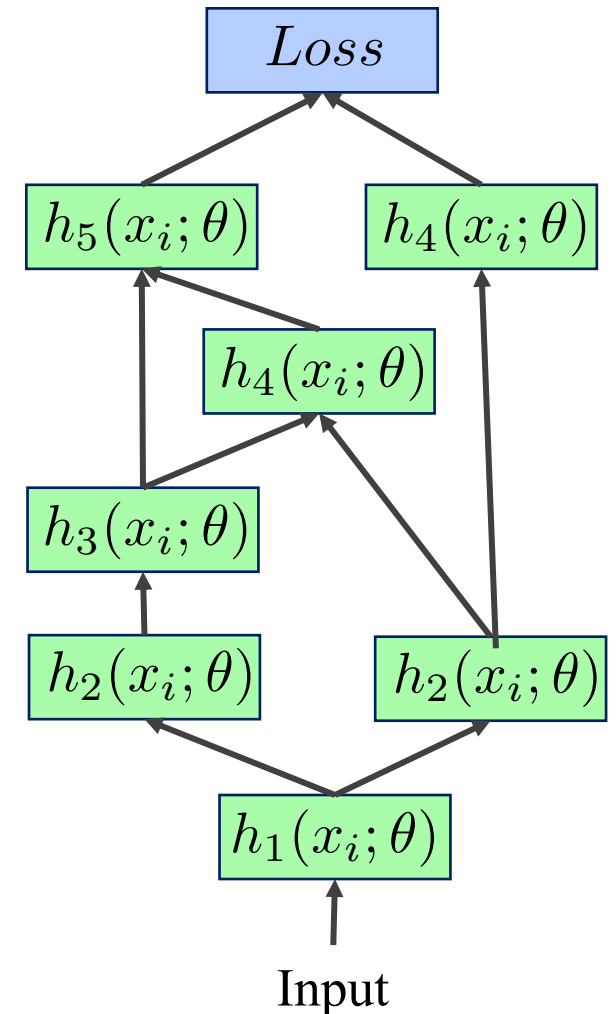 Loss
h₅(xᵢ; θ)
h₄(xᵢ; θ)
h₄(xᵢ; θ)
h₃(xᵢ; θ)
h₂(xᵢ; θ)
h₂(xᵢ; θ)
h₁(xᵢ; θ)
Input